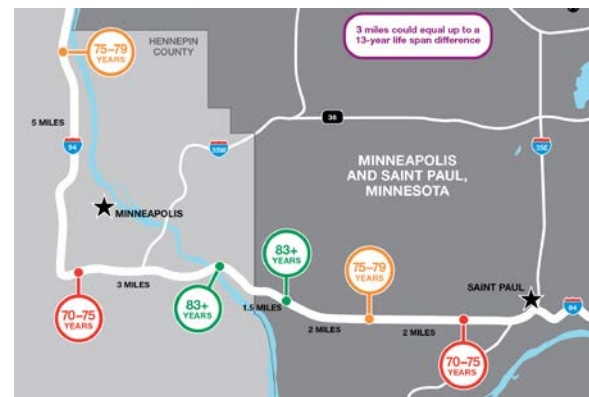 3 miles could equal up to a
13-year life span difference
75–79
YEARS
HENNEPIN
COUNTY
36
5 MILES
94
35W
35E
MINNEAPOLIS
AND SAINT PAUL,
MINNESOTA
MINNEAPOLIS
83+
YEARS
75–79
YEARS
3 MILES
SAINT PAUL
70–75
YEARS
83+
YEARS
1.5 MILES
2 MILES
2 MILES
94
70–75
YEARS